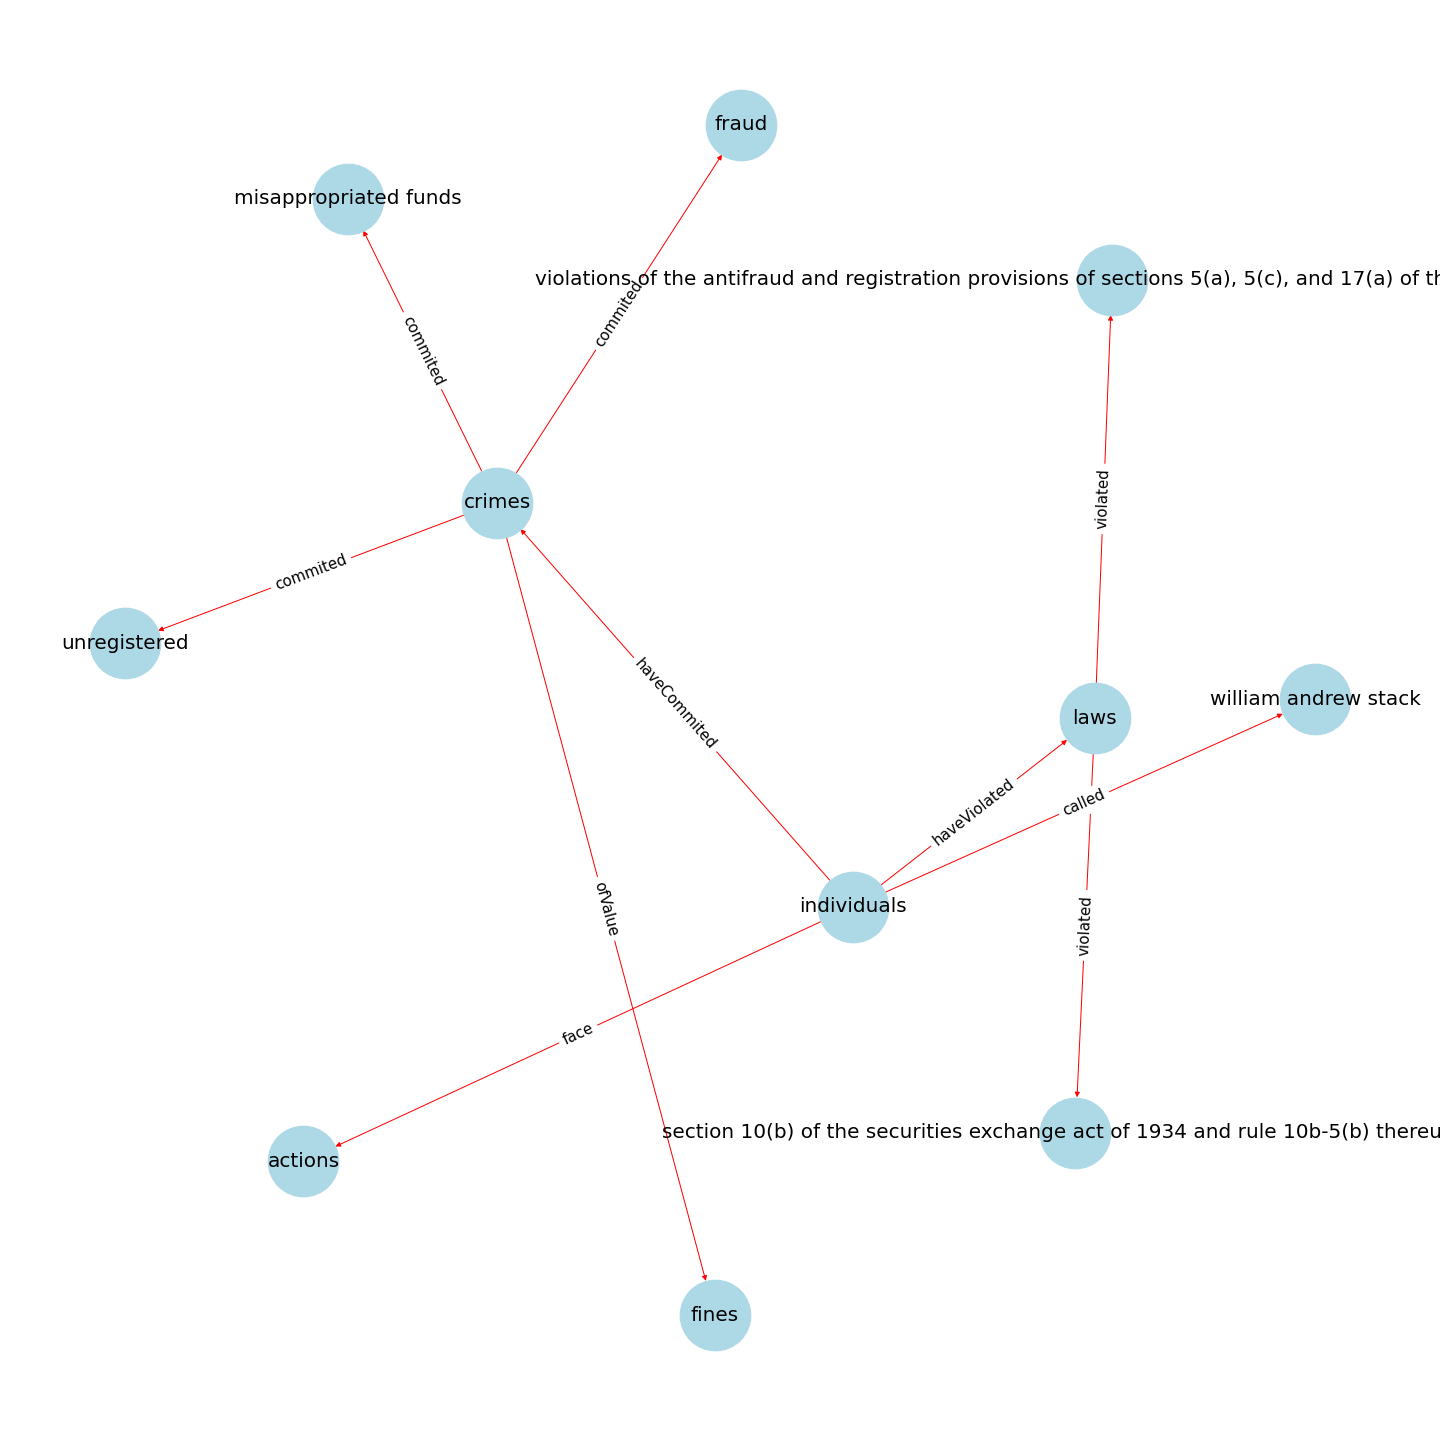 fraud
misappropriated funds
violations of the antifraud and registration provisions of sections 5(a), 5(c), and 17(a) of
commited
commited
crimes
violated
commited
unregistered
haveCommited
william andrew stack
laws
called
haveViolated
individuals
ofValue
violated
face
section 10(b) of the securities exchange act of 1934 and rule 10b-5(b)
actions
fines